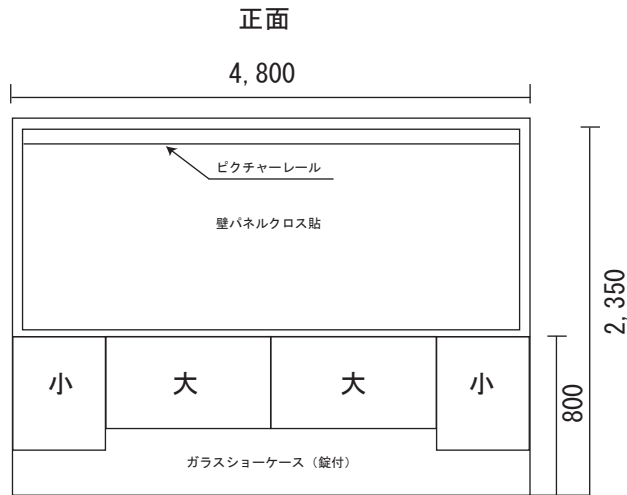 正面
4,800
ピクチャーレール
壁パネルクロス貼
2,350
小
大
大
小
800
ガラスショーケース（錠付）